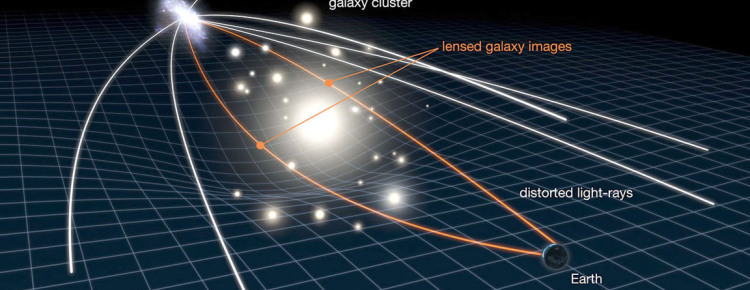 galaxy cluster
lensed galaxy images
distorted light-rays
Earth